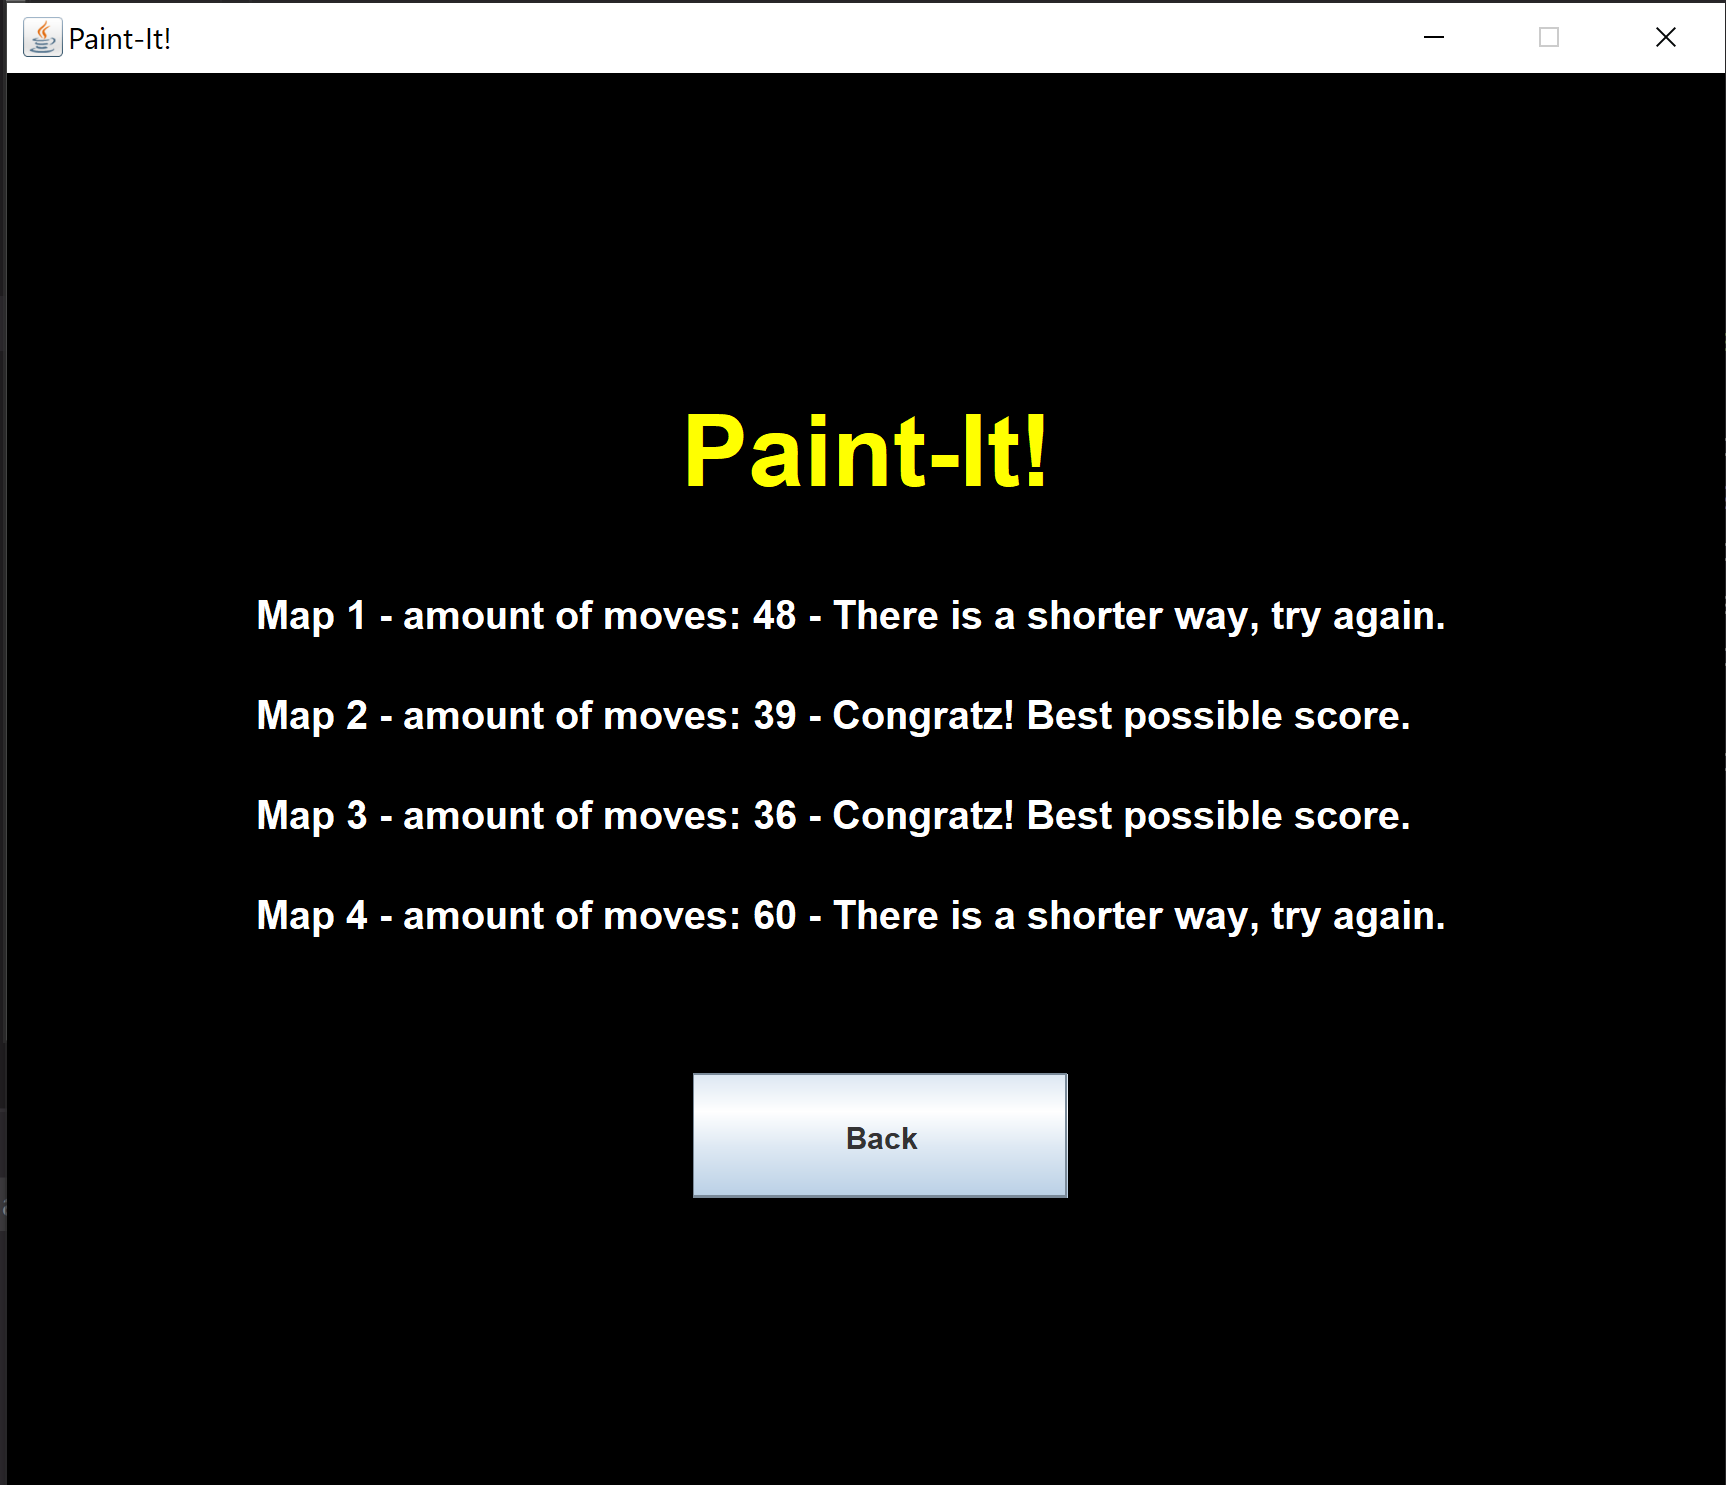 Paint-It!
Paint-It!
Map 1 - amount of moves: 48 - There is a shorter way, try again.
Map 2 - amount of moves: 39 - Congratz! Best possible score.
Map 3 - amount of moves: 36 - Congratz! Best possible score.
Map 4 - amount of moves: 60 - There is a shorter way, try again.
Back